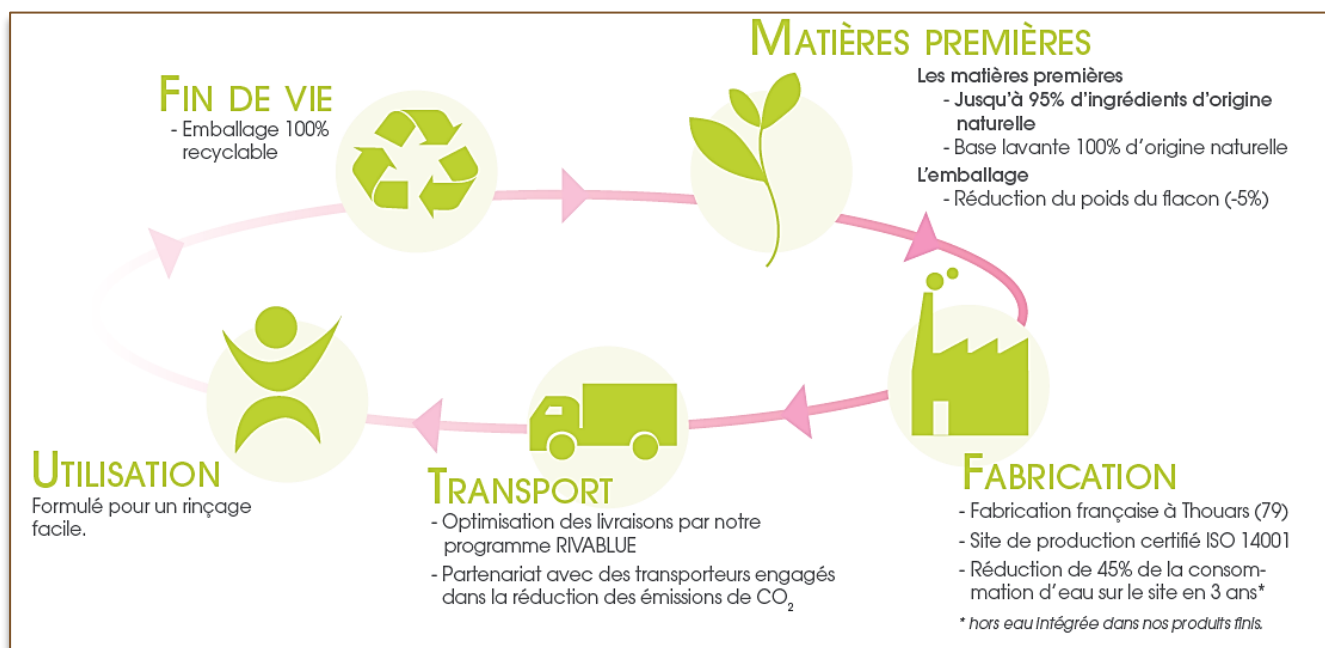 MATIÈRES PREMIÈRES
Les matières premières
- Jusqu'à 95% d'ingrédients d'origine
naturelle
- Base lavante 100% d'origine naturelle
L'emballage
- Réduction du poids du flacon (-5%)
FIN DE VIE
- Emballage 100%
recyclable
UTILISATION
Formulé pour un rinçage
facile.
TRANSPORT
- Optimisation des livraisons par notre
programme RIVABLUE
- Partenariat avec des transporteurs engagés
dans la réduction des émissions de CO₂
FABRICATION
- Fabrication française à Thouars (79)
- Site de production certifié ISO 14001
- Réduction de 45% de la consom-
mation d'eau sur le site en 3 ans*
* hors eau intégrée dans nos produits finis.